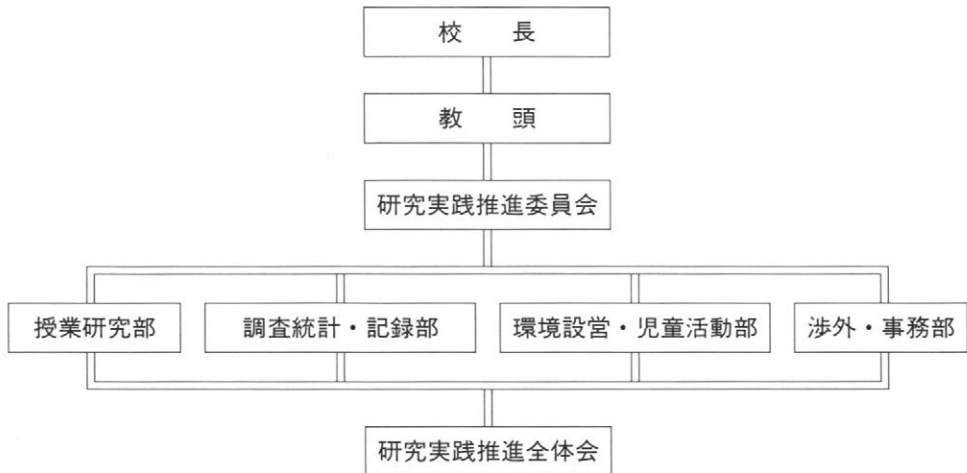 校　　長
教　　頭
研究実践推進委員会
授業研究部
調査統計・記録部
環境設営・児童活動部
渉外・事務部
研究実践推進全体会